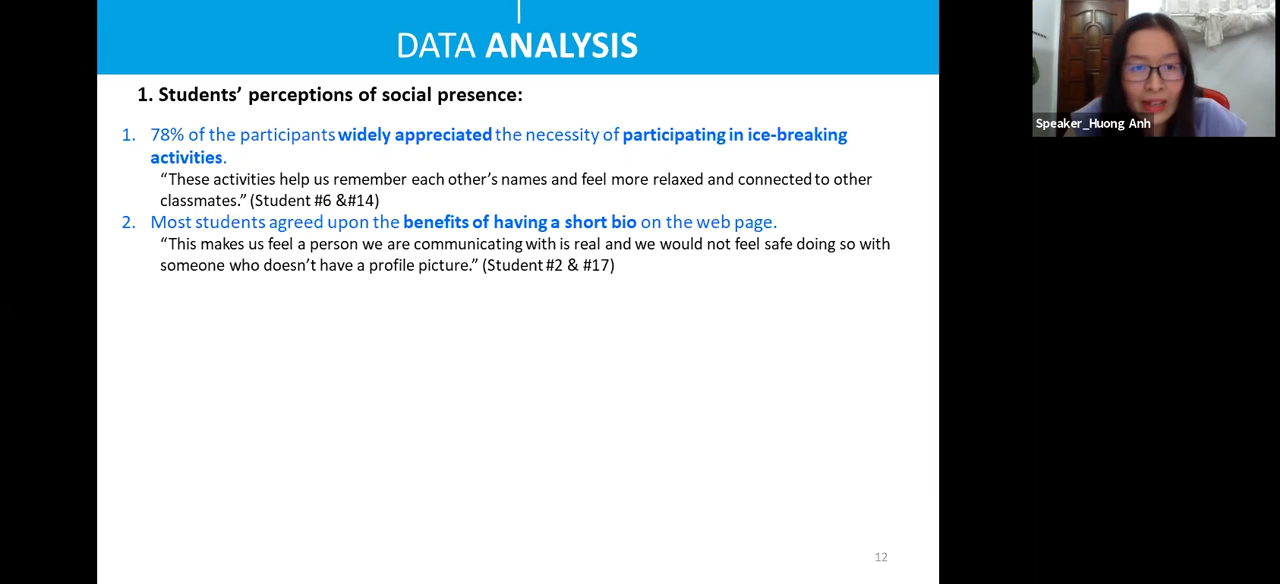 DATA ANALYSIS
1. Students’ perceptions of social presence:
1. 78% of the participants widely appreciated the necessity of participating in ice-breaking
activities.
“These activities help us remember each other’s names and feel more relaxed and connected to other
classmates.” (Student #6 &#14)
2. Most students agreed upon the benefits of having a short bio on the web page.
“This makes us feel a person we are communicating with is real and we would not feel safe doing so with
someone who doesn’t have a profile picture.” (Student #2 & #17)
12
Speaker_Huong Anh